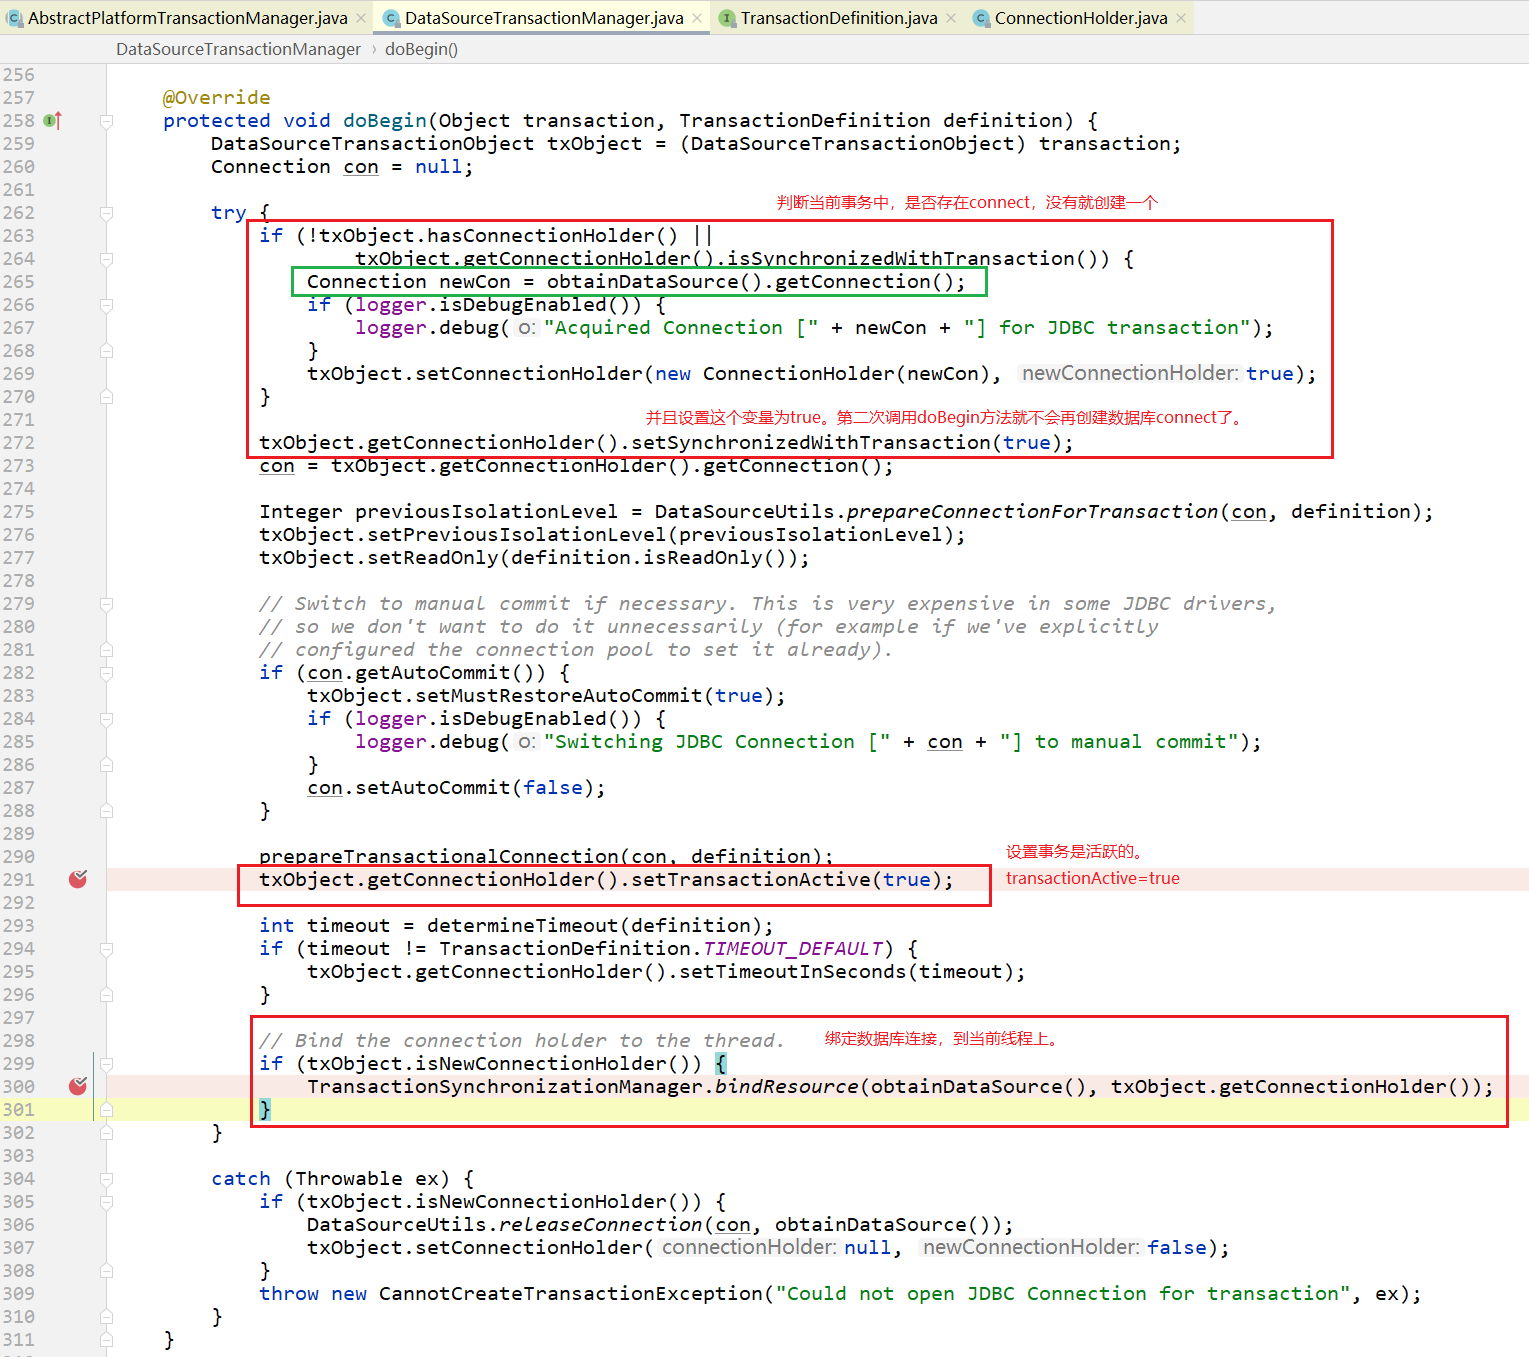 AbstractPlatformTransactionManager.java DataSourceTransactionManager.java TransactionDefinition.java ConnectionHolder.java
DataSourceTransactionManager › doBegin()
256
257 @Override
258 protected void doBegin(Object transaction, TransactionDefinition definition) {
259 DataSourceTransactionObject txObject = (DataSourceTransactionObject) transaction;
260 Connection con = null;
261
判断当前事务中，是否存在connect，没有就创建一个
262 try {
263 if (!txObject.hasConnectionHolder() ||
264 txObject.getConnectionHolder().isSynchronizedWithTransaction()) {
265 Connection newCon = obtainDataSource().getConnection();
266 if (logger.isDebugEnabled()) {
267 logger.debug( o: "Acquired Connection [" + newCon + "] for JDBC transaction");
268 }
269 txObject.setConnectionHolder(new ConnectionHolder(newCon), newConnectionHolder: true);
270 }
271 并且设置这个变量为true。第二次调用doBegin方法就不会再创建数据库connect了。
272 txObject.getConnectionHolder().setSynchronizedWithTransaction(true);
273 con = txObject.getConnectionHolder().getConnection();
274
275 Integer previousIsolationLevel = DataSourceUtils.prepareConnectionForTransaction(con, definition);
276 txObject.setPreviousIsolationLevel(previousIsolationLevel);
277 txObject.setReadOnly(definition.isReadOnly());
278
279 // Switch to manual commit if necessary. This is very expensive in some JDBC drivers,
280 // so we don't want to do it unnecessarily (for example if we've explicitly
281 // configured the connection pool to set it already).
282 if (con.getAutoCommit()) {
283 txObject.setMustRestoreAutoCommit(true);
284 if (logger.isDebugEnabled()) {
285 logger.debug( o: "Switching JDBC Connection [" + con + "] to manual commit");
286 }
287 con.setAutoCommit(false);
288 }
289
290 prepareTransactionalConnection(con, definition); 设置事务是活跃的。
291 txObject.getConnectionHolder().setTransactionActive(true); transactionActive=true
292
293 int timeout = determineTimeout(definition);
294 if (timeout != TransactionDefinition.TIMEOUT_DEFAULT) {
295 txObject.getConnectionHolder().setTimeoutInSeconds(timeout);
296 }
297
298 // Bind the connection holder to the thread. 绑定数据库连接，到当前线程上。
299 if (txObject.isNewConnectionHolder()) {
300 TransactionSynchronizationManager.bindResource(obtainDataSource(), txObject.getConnectionHolder());
301 }
302 }
303
304 catch (Throwable ex) {
305 if (txObject.isNewConnectionHolder()) {
306 DataSourceUtils.releaseConnection(con, obtainDataSource());
307 txObject.setConnectionHolder( connectionHolder: null, newConnectionHolder: false);
308 }
309 throw new CannotCreateTransactionException("Could not open JDBC Connection for transaction", ex);
310 }
311 }